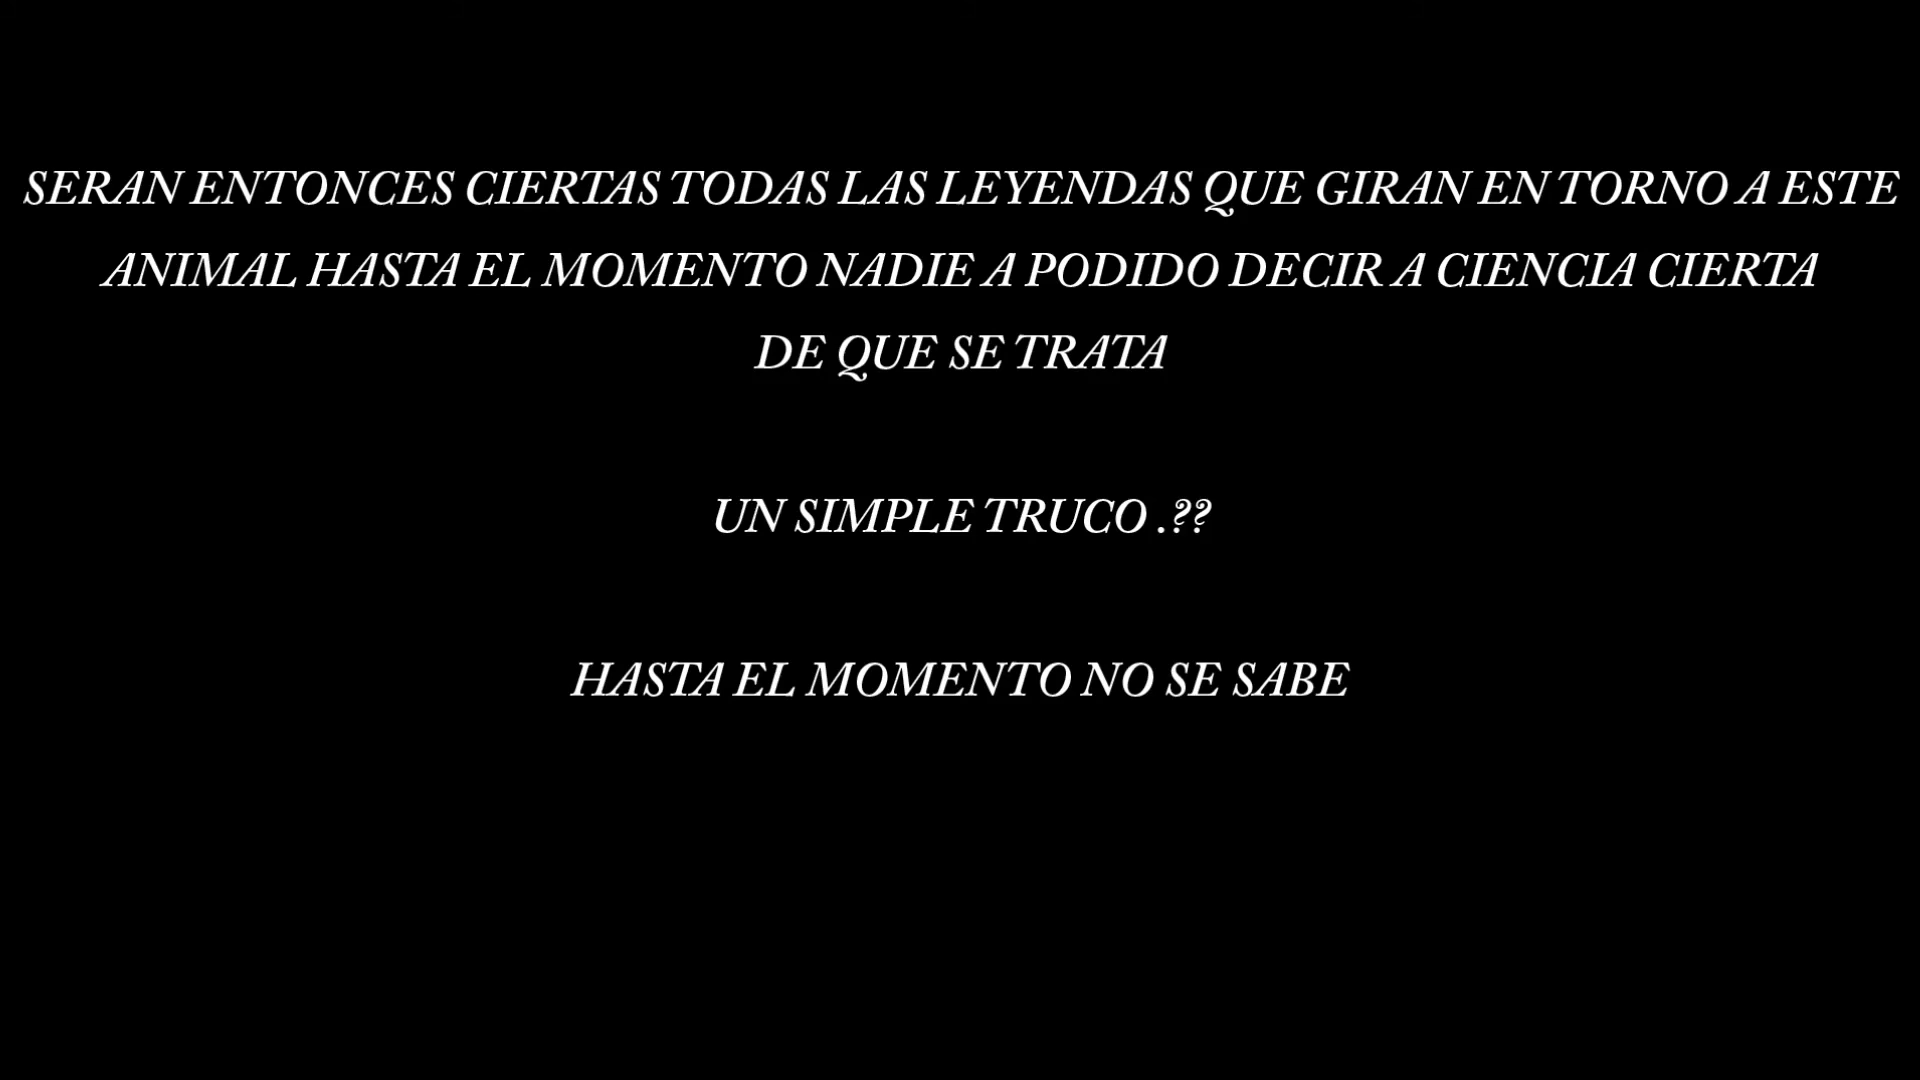 SERAN ENTONCES CIERTAS TODAS LAS LEYENDAS QUE GIRAN EN TORNO A ESTE
ANIMAL HASTA EL MOMENTO NADIE A PODIDO DECIR A CIENCIA CIERTA
DE QUE SE TRATA
UN SIMPLE TRUCO .??
HASTA EL MOMENTO NO SE SABE